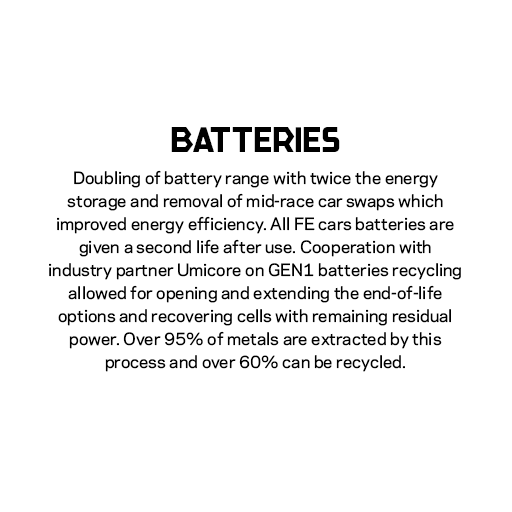 BATTERIES
Doubling of battery range with twice the energy
storage and removal of mid-race car swaps which
improved energy efficiency. All FE cars batteries are
given a second life after use. Cooperation with
industry partner Umicore on GEN1 batteries recycling
allowed for opening and extending the end-of-life
options and recovering cells with remaining residual
power. Over 95% of metals are extracted by this
process and over 60% can be recycled.